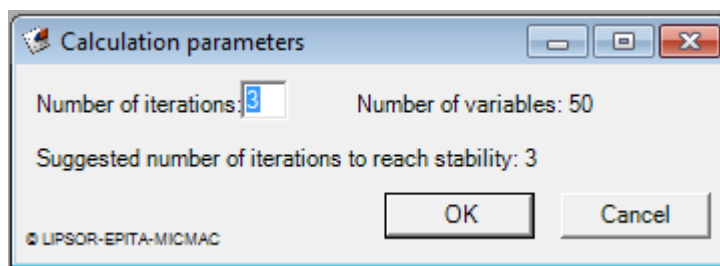 Calculation parameters
Number of iterations: 3 Number of variables: 50
Suggested number of iterations to reach stability: 3
OK Cancel
© LIPSOR-EPITA-MICMAC